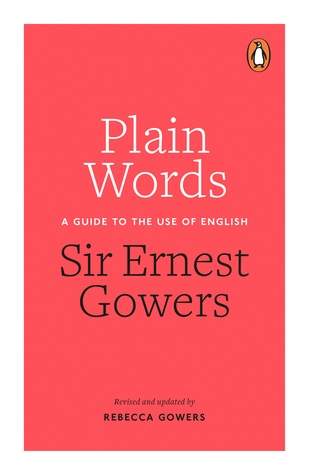 Plain
Words
A GUIDE TO THE USE OF ENGLISH
Sir Ernest
Gowers
Revised and updated by
REBECCA GOWERS